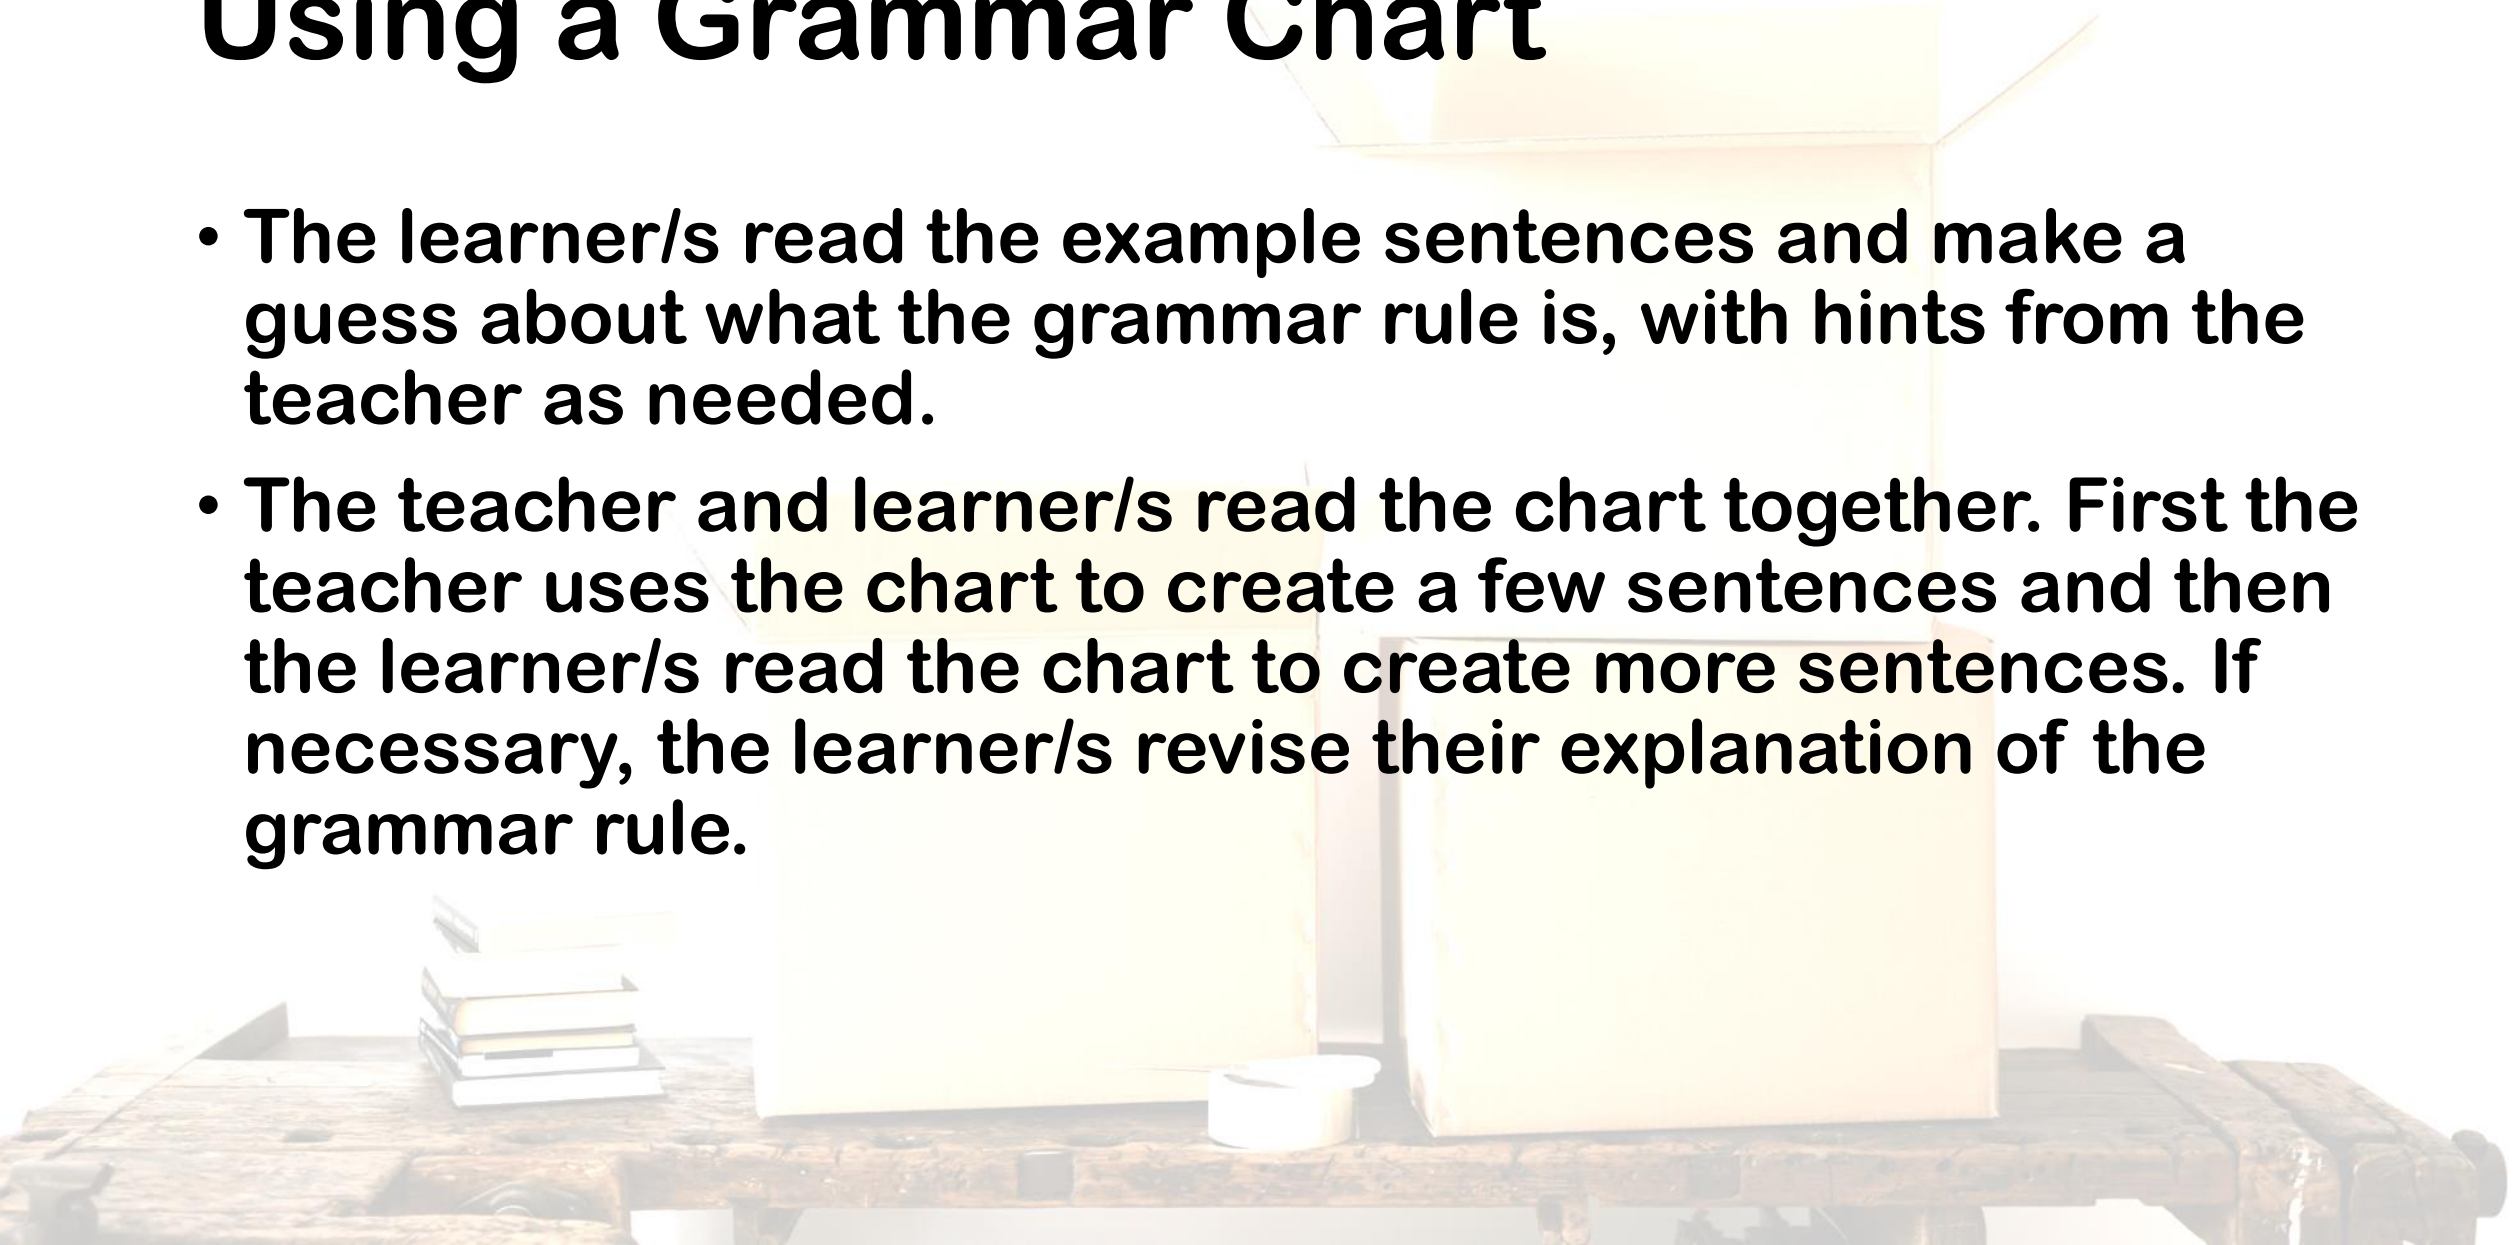 Using a Grammar Chart
• The learner/s read the example sentences and make a
guess about what the grammar rule is, with hints from the
teacher as needed.
• The teacher and learner/s read the chart together. First the
teacher uses the chart to create a few sentences and then
the learner/s read the chart to create more sentences. If
necessary, the learner/s revise their explanation of the
grammar rule.